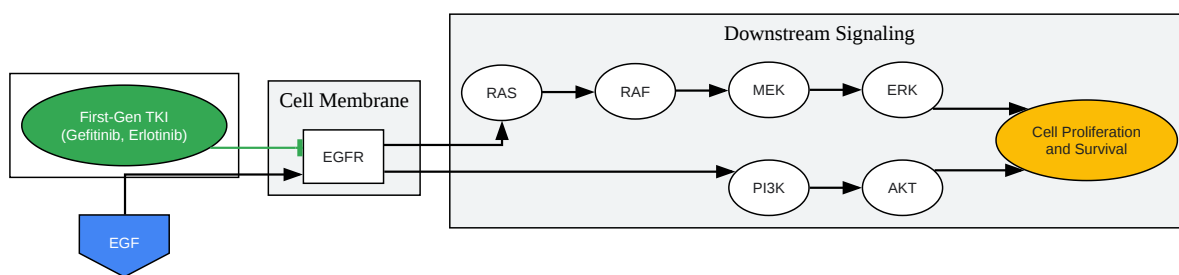 Downstream Signaling
Cell Membrane
First-Gen TKI
(Gefitinib, Erlotinib)
EGFR
EGF
RAS
RAF
MEK
ERK
PI3K
AKT
Cell Proliferation
and Survival